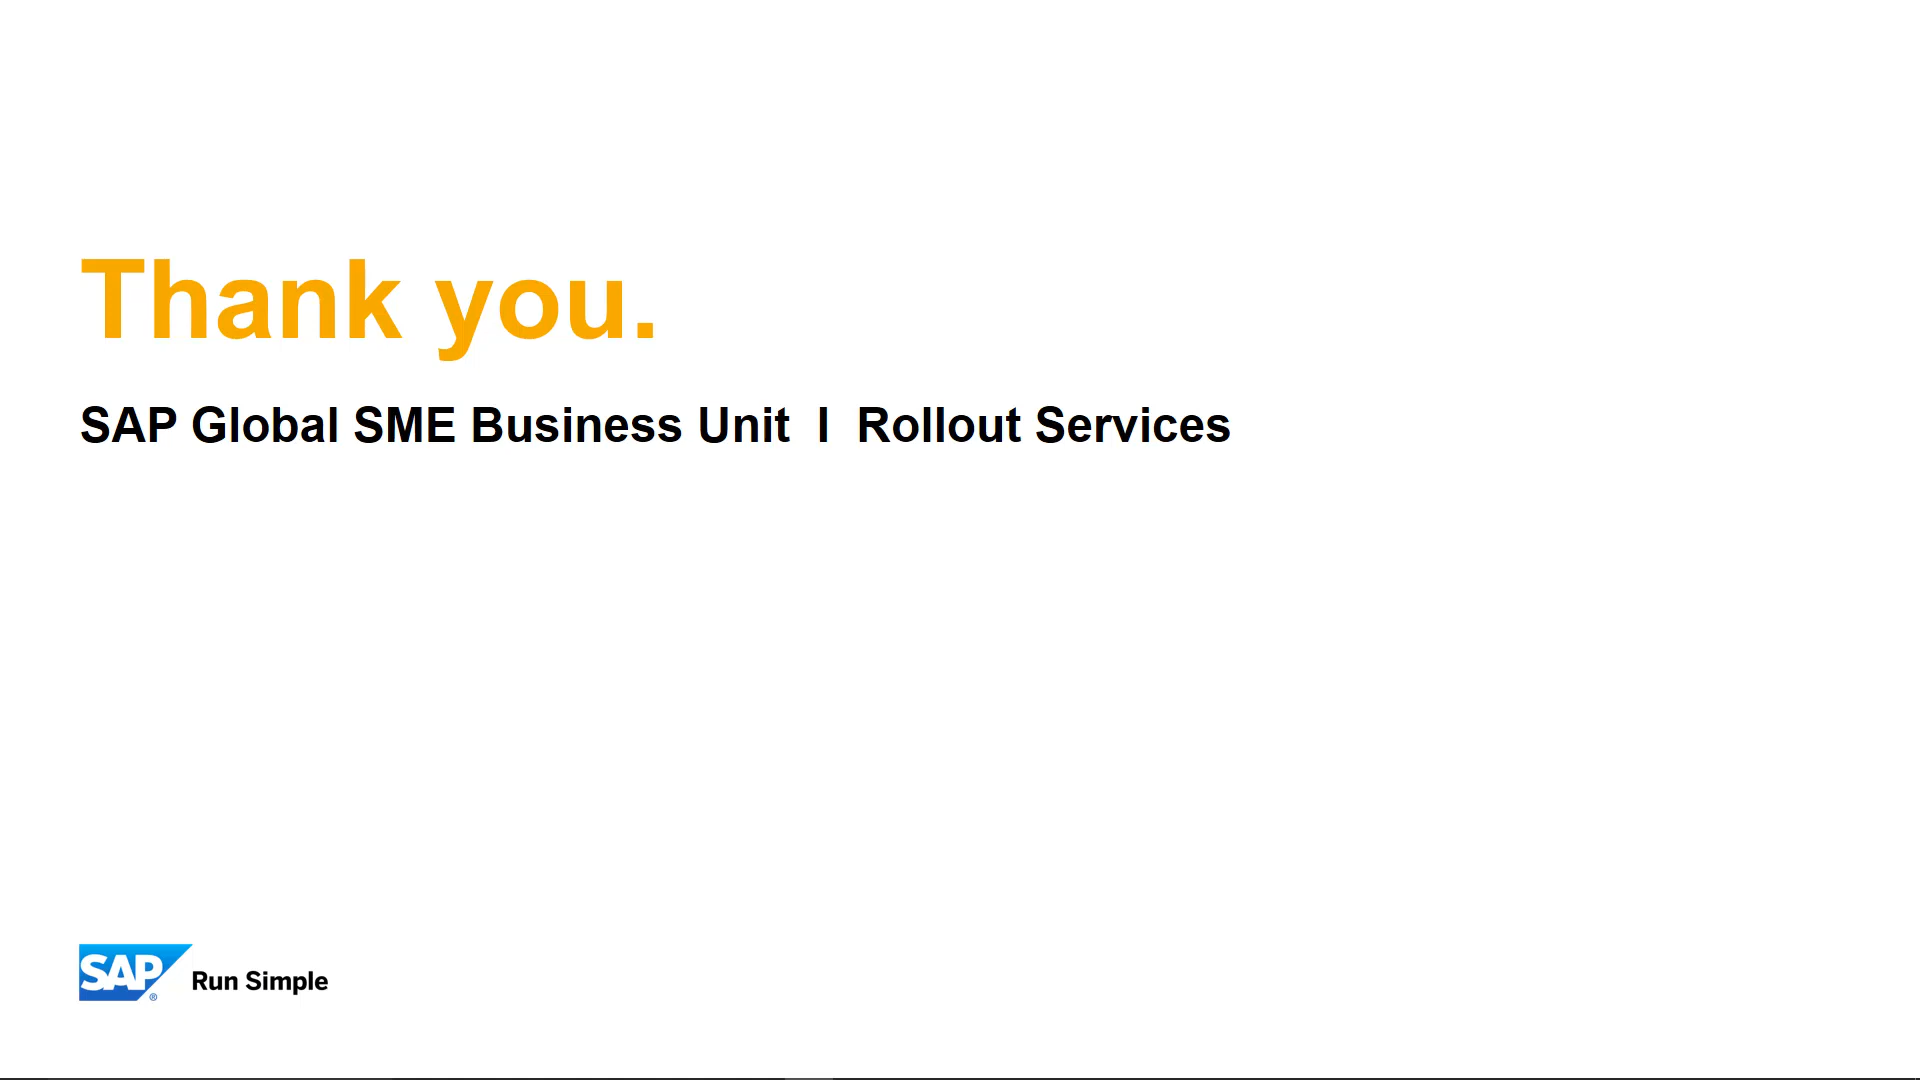 Thank you.
SAP Global SME Business Unit I Rollout Services
SAP® Run Simple